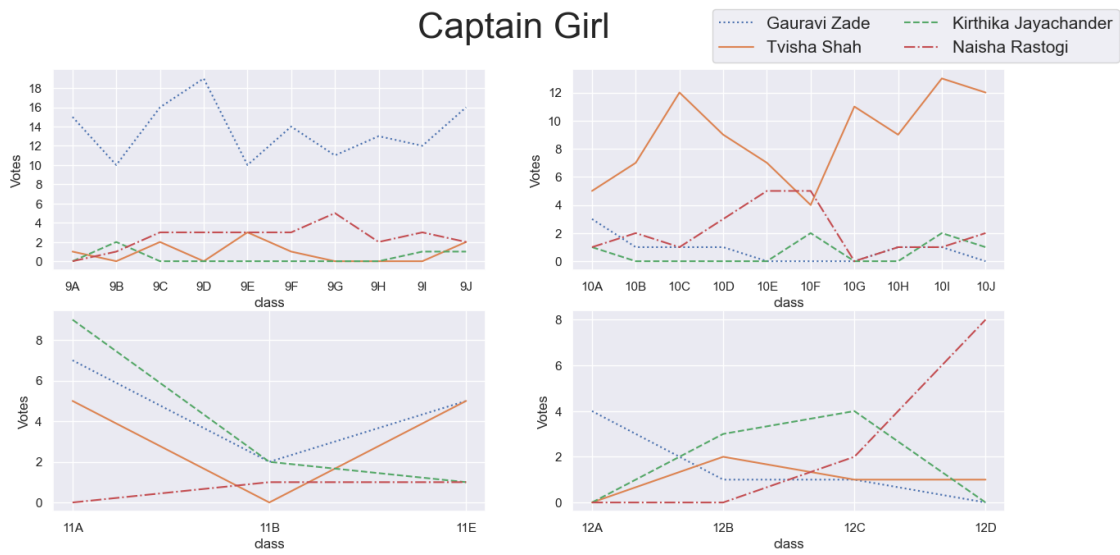 Captain Girl
Gauravi Zade
Kirthika Jayachander
Tvisha Shah
Naisha Rastogi
18
16
14
12
10
8
6
4
2
0
Votes
9A 9B 9C 9D 9E 9F 9G 9H 9I 9J
class
12
10
8
6
4
2
0
Votes
10A 10B 10C 10D 10E 10F 10G 10H 10I 10J
class
8
6
4
2
0
Votes
11A 11B 11E
class
8
6
4
2
0
Votes
12A 12B 12C 12D
class